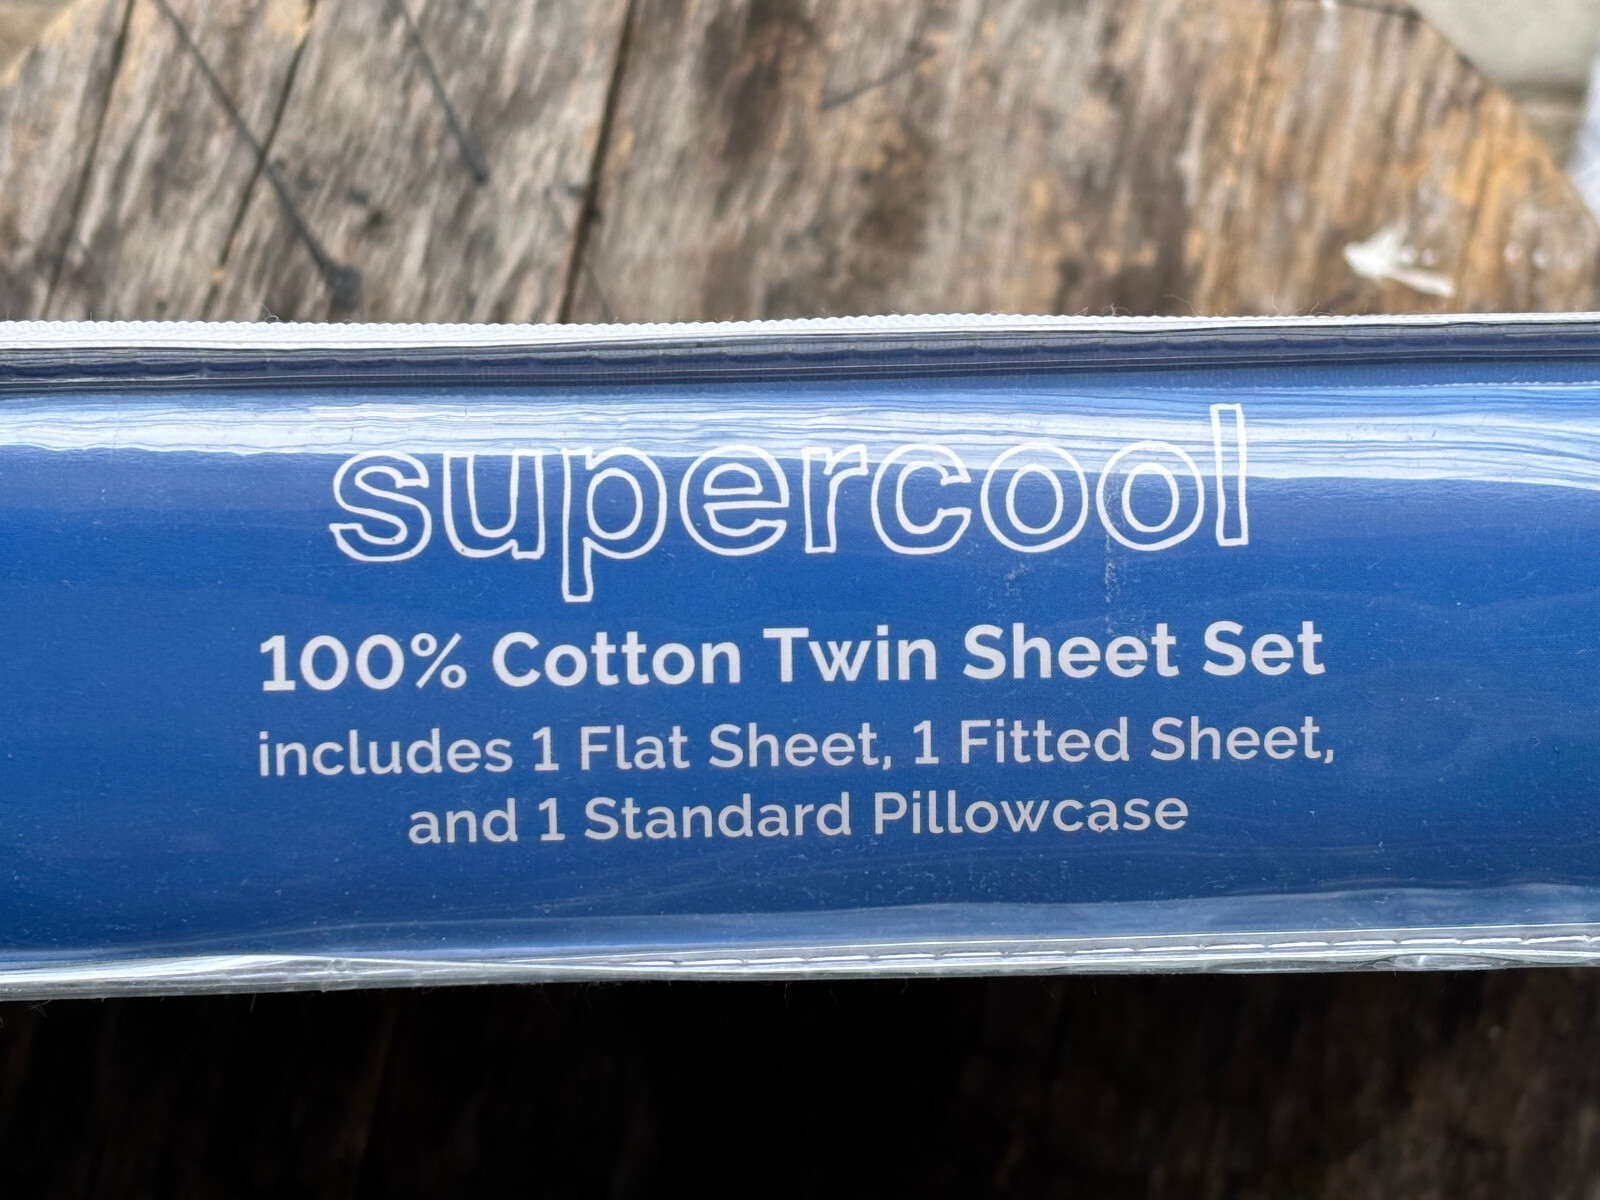 supercool
100% Cotton Twin Sheet Set
includes 1 Flat Sheet, 1 Fitted Sheet,
and 1 Standard Pillowcase